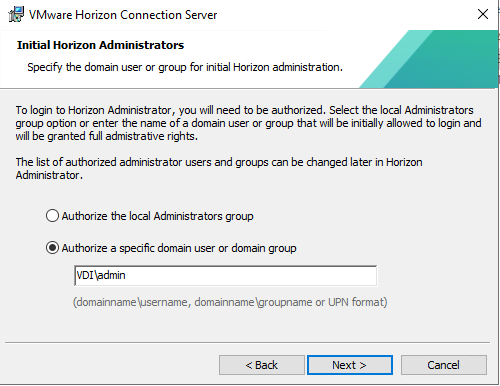 VMware Horizon Connection Server
Initial Horizon Administrators
Specify the domain user or group for initial Horizon administration.
To login to Horizon Administrator, you will need to be authorized. Select the local Administrators
group option or enter the name of a domain user or group that will be initially allowed to login and
will be granted full admistrative rights.
The list of authorized administrator users and groups can be changed later in Horizon
Administrator.
Authorize the local Administrators group
Authorize a specific domain user or domain group
VDI\admin
(domainname\username, domainname\groupname or UPN format)
< Back
Next >
Cancel